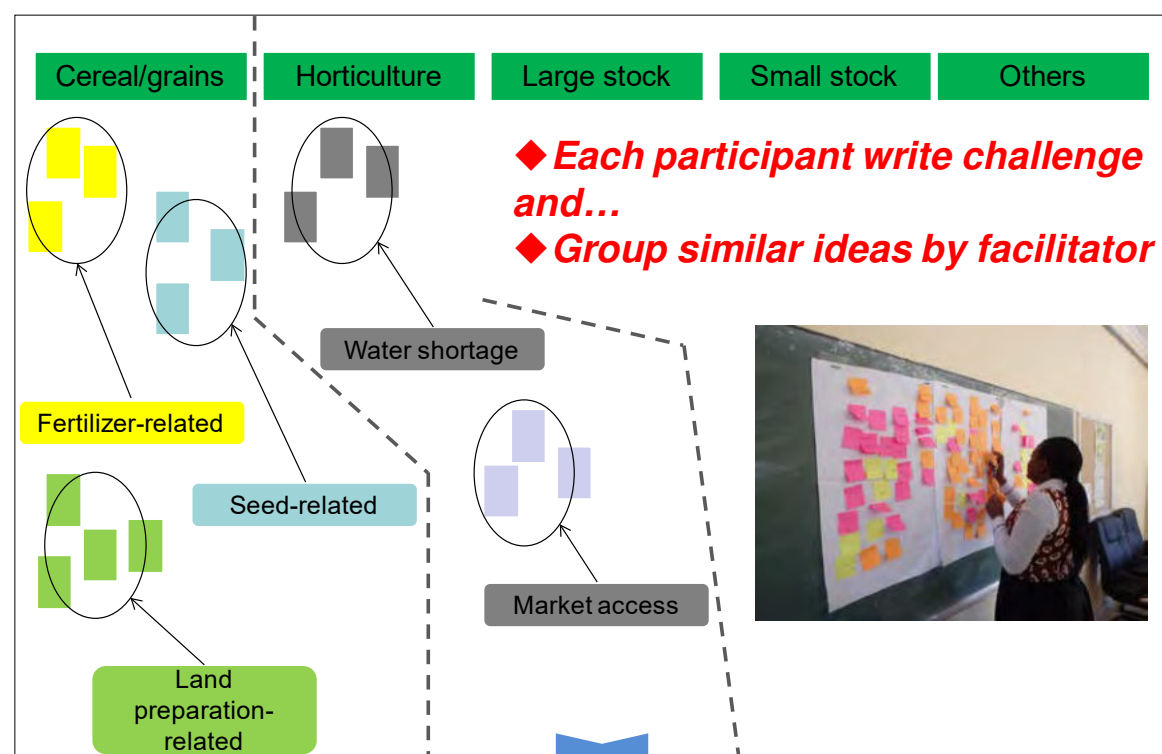 Cereal/grains
Horticulture
Large stock
Small stock
Others
◆Each participant write challenge
and…
◆Group similar ideas by facilitator
Water shortage
Fertilizer-related
Seed-related
Market access
Land
preparation-
related